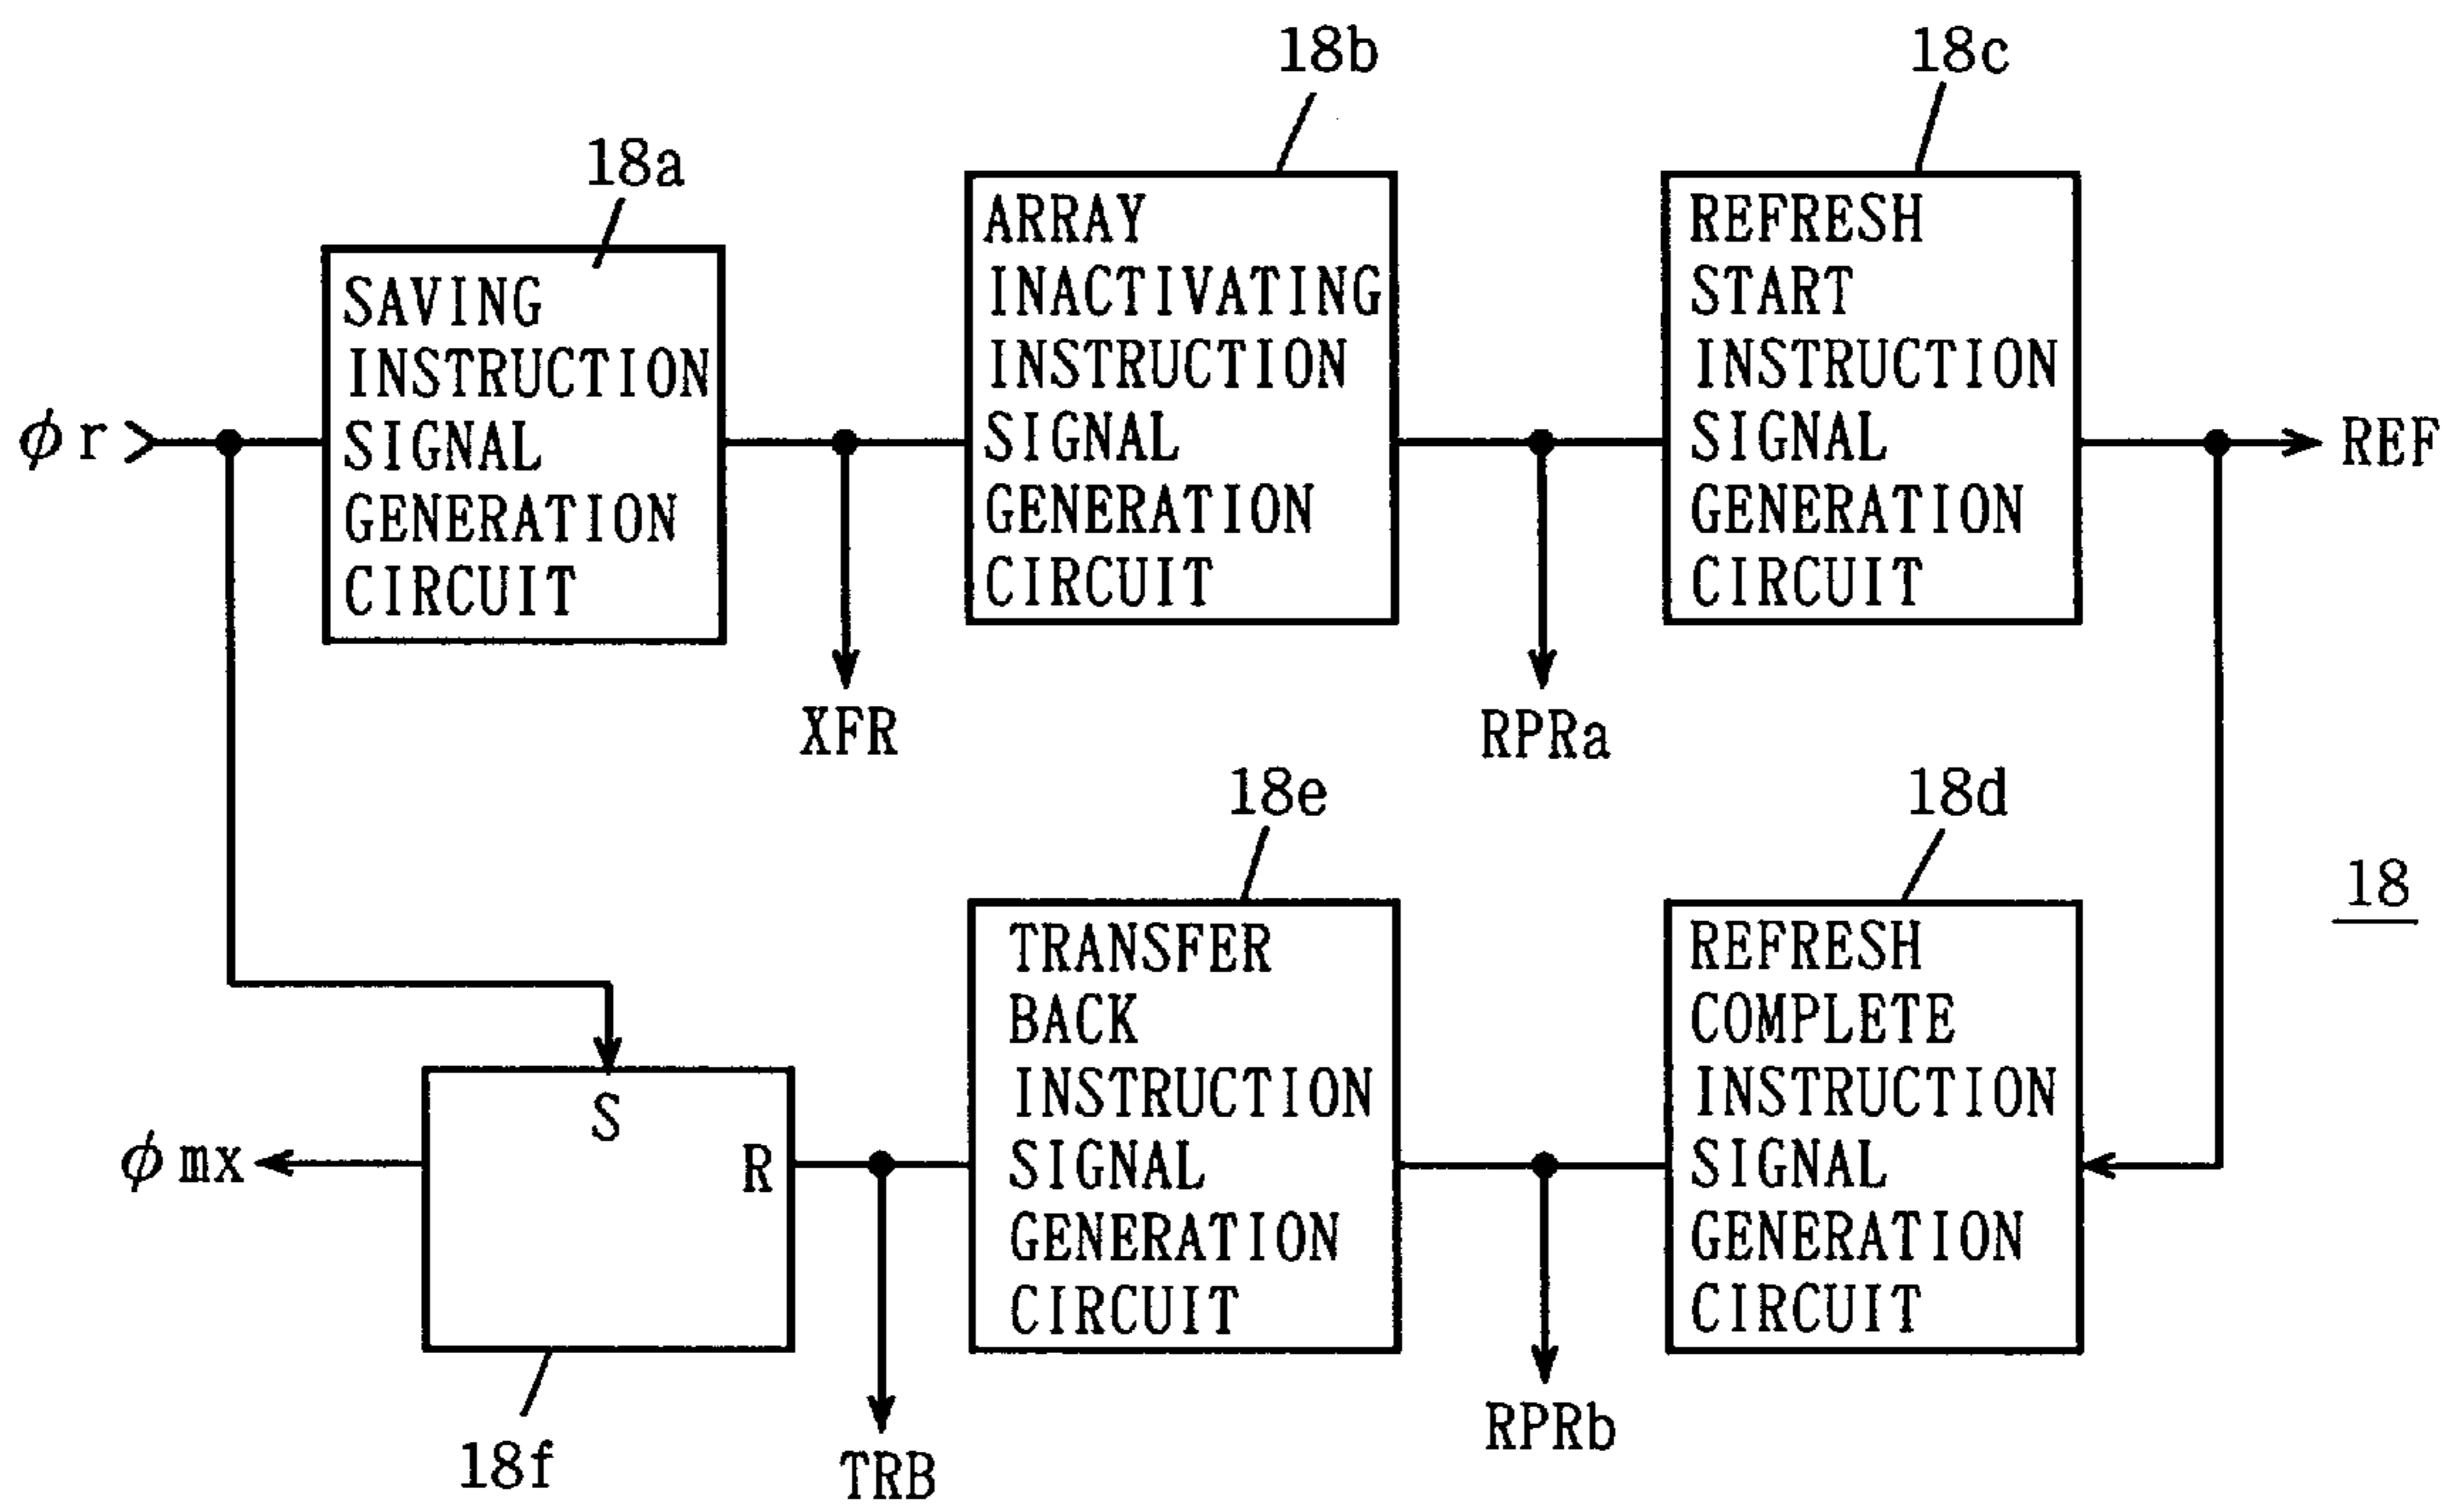 18b
18c
18a
ARRAY
INACTIVATING
INSTRUCTION
SIGNAL
GENERATION
CIRCUIT
REFRESH
START
INSTRUCTION
SIGNAL
GENERATION
CIRCUIT
SAVING
INSTRUCTION
SIGNAL
GENERATION
CIRCUIT
φr
REF
XFR
RPRa
18e
18d
18
TRANSFER
BACK
INSTRUCTION
SIGNAL
GENERATION
CIRCUIT
REFRESH
COMPLETE
INSTRUCTION
SIGNAL
GENERATION
CIRCUIT
S
R
φmx
RPRb
18f
TRB